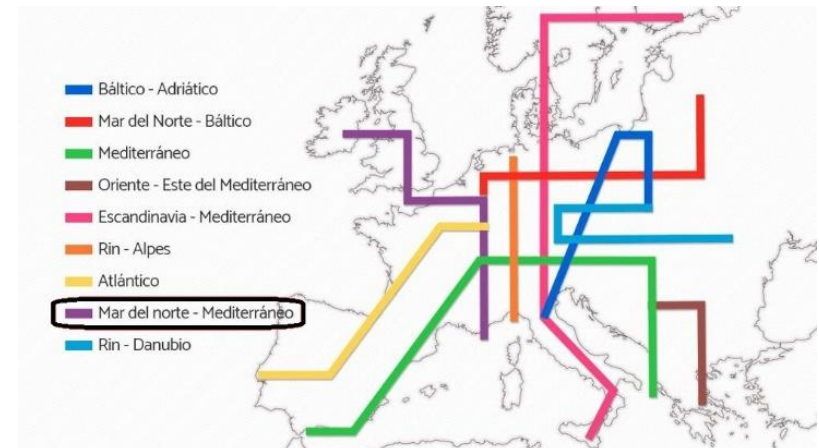 Báltico - Adriático
Mar del Norte - Báltico
Mediterráneo
Oriente - Este del Mediterráneo
Escandinavia - Mediterráneo
Rin - Alpes
Atlántico
Mar del norte - Mediterráneo
Rin - Danubio